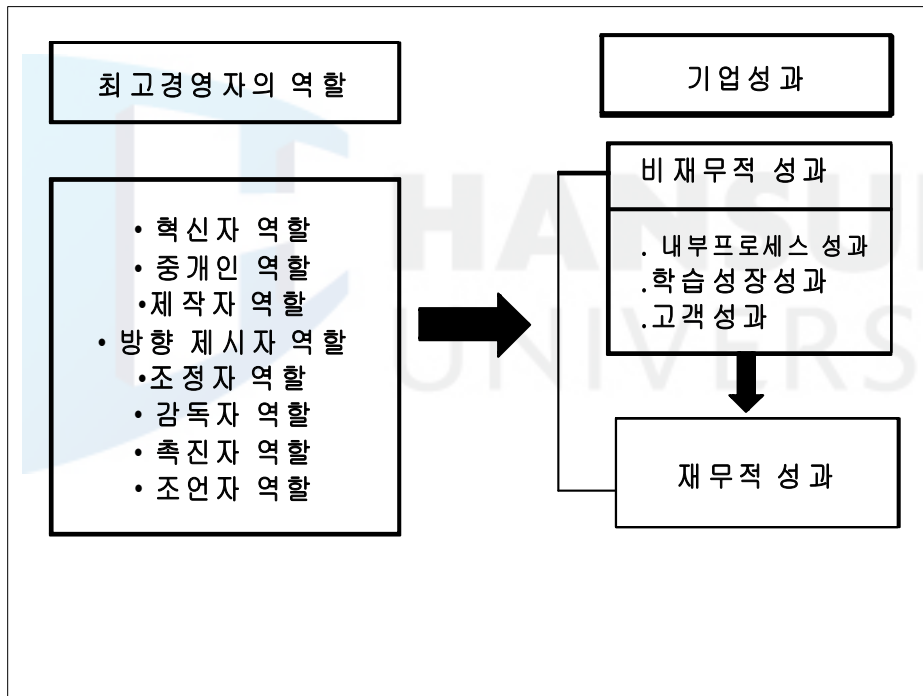 최고경영자의 역할
• 혁신자 역할
• 중개인 역할
•제작자 역할
• 방향 제시자 역할
•조정자 역할
• 감독자 역할
• 촉진자 역할
• 조언자 역할
기업성과
비재무적 성과
. 내부프로세스 성과
.학습성장성과
.고객성과
재무적 성과
HANSU
UNIVERS